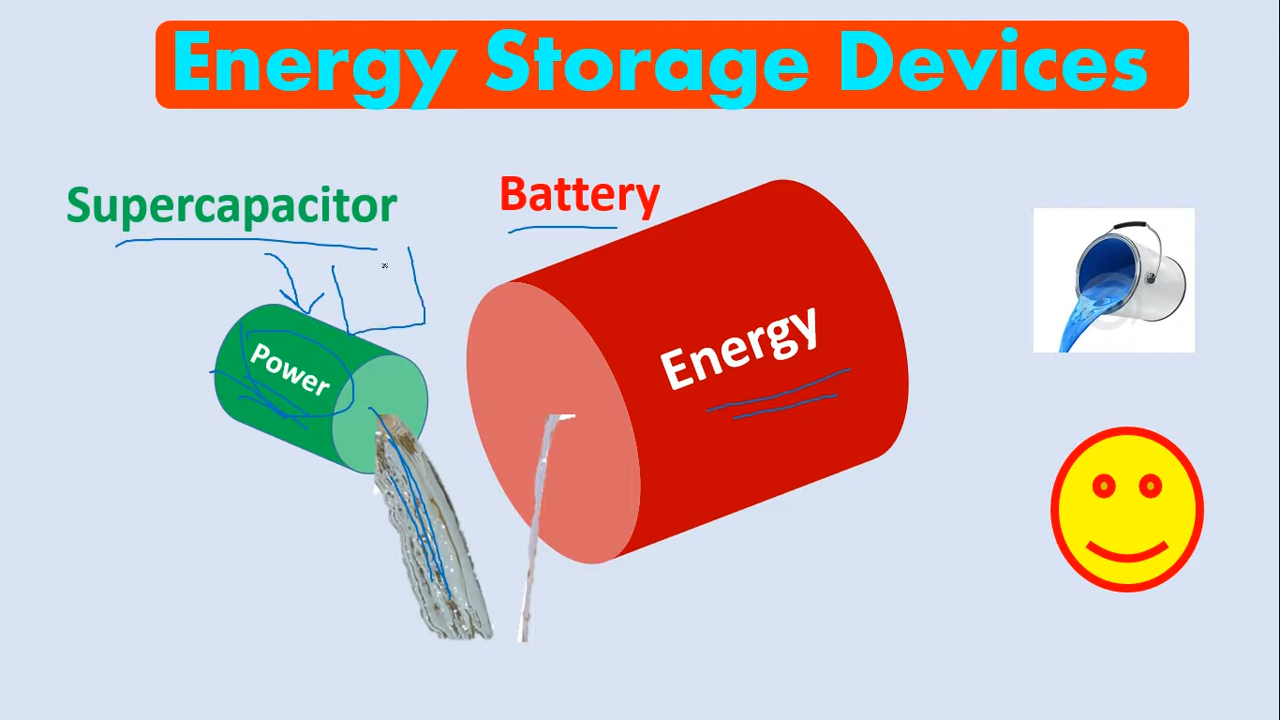 Energy Storage Devices
Supercapacitor
Battery
Power
Energy